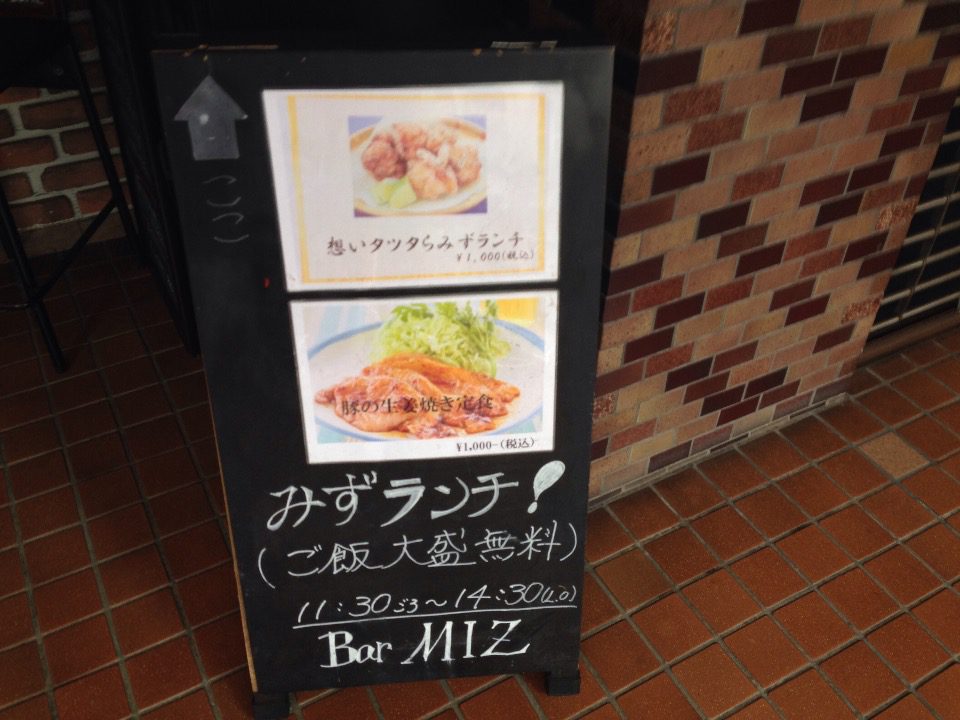 ここ
想いタツタらみずランチ
¥1,000(税込)
豚の生姜焼き定食
¥1,000-(税込)
みずランチ!
(ご飯大盛無料)
11:30ごろ～14:30(L.O)
Bar MIZ